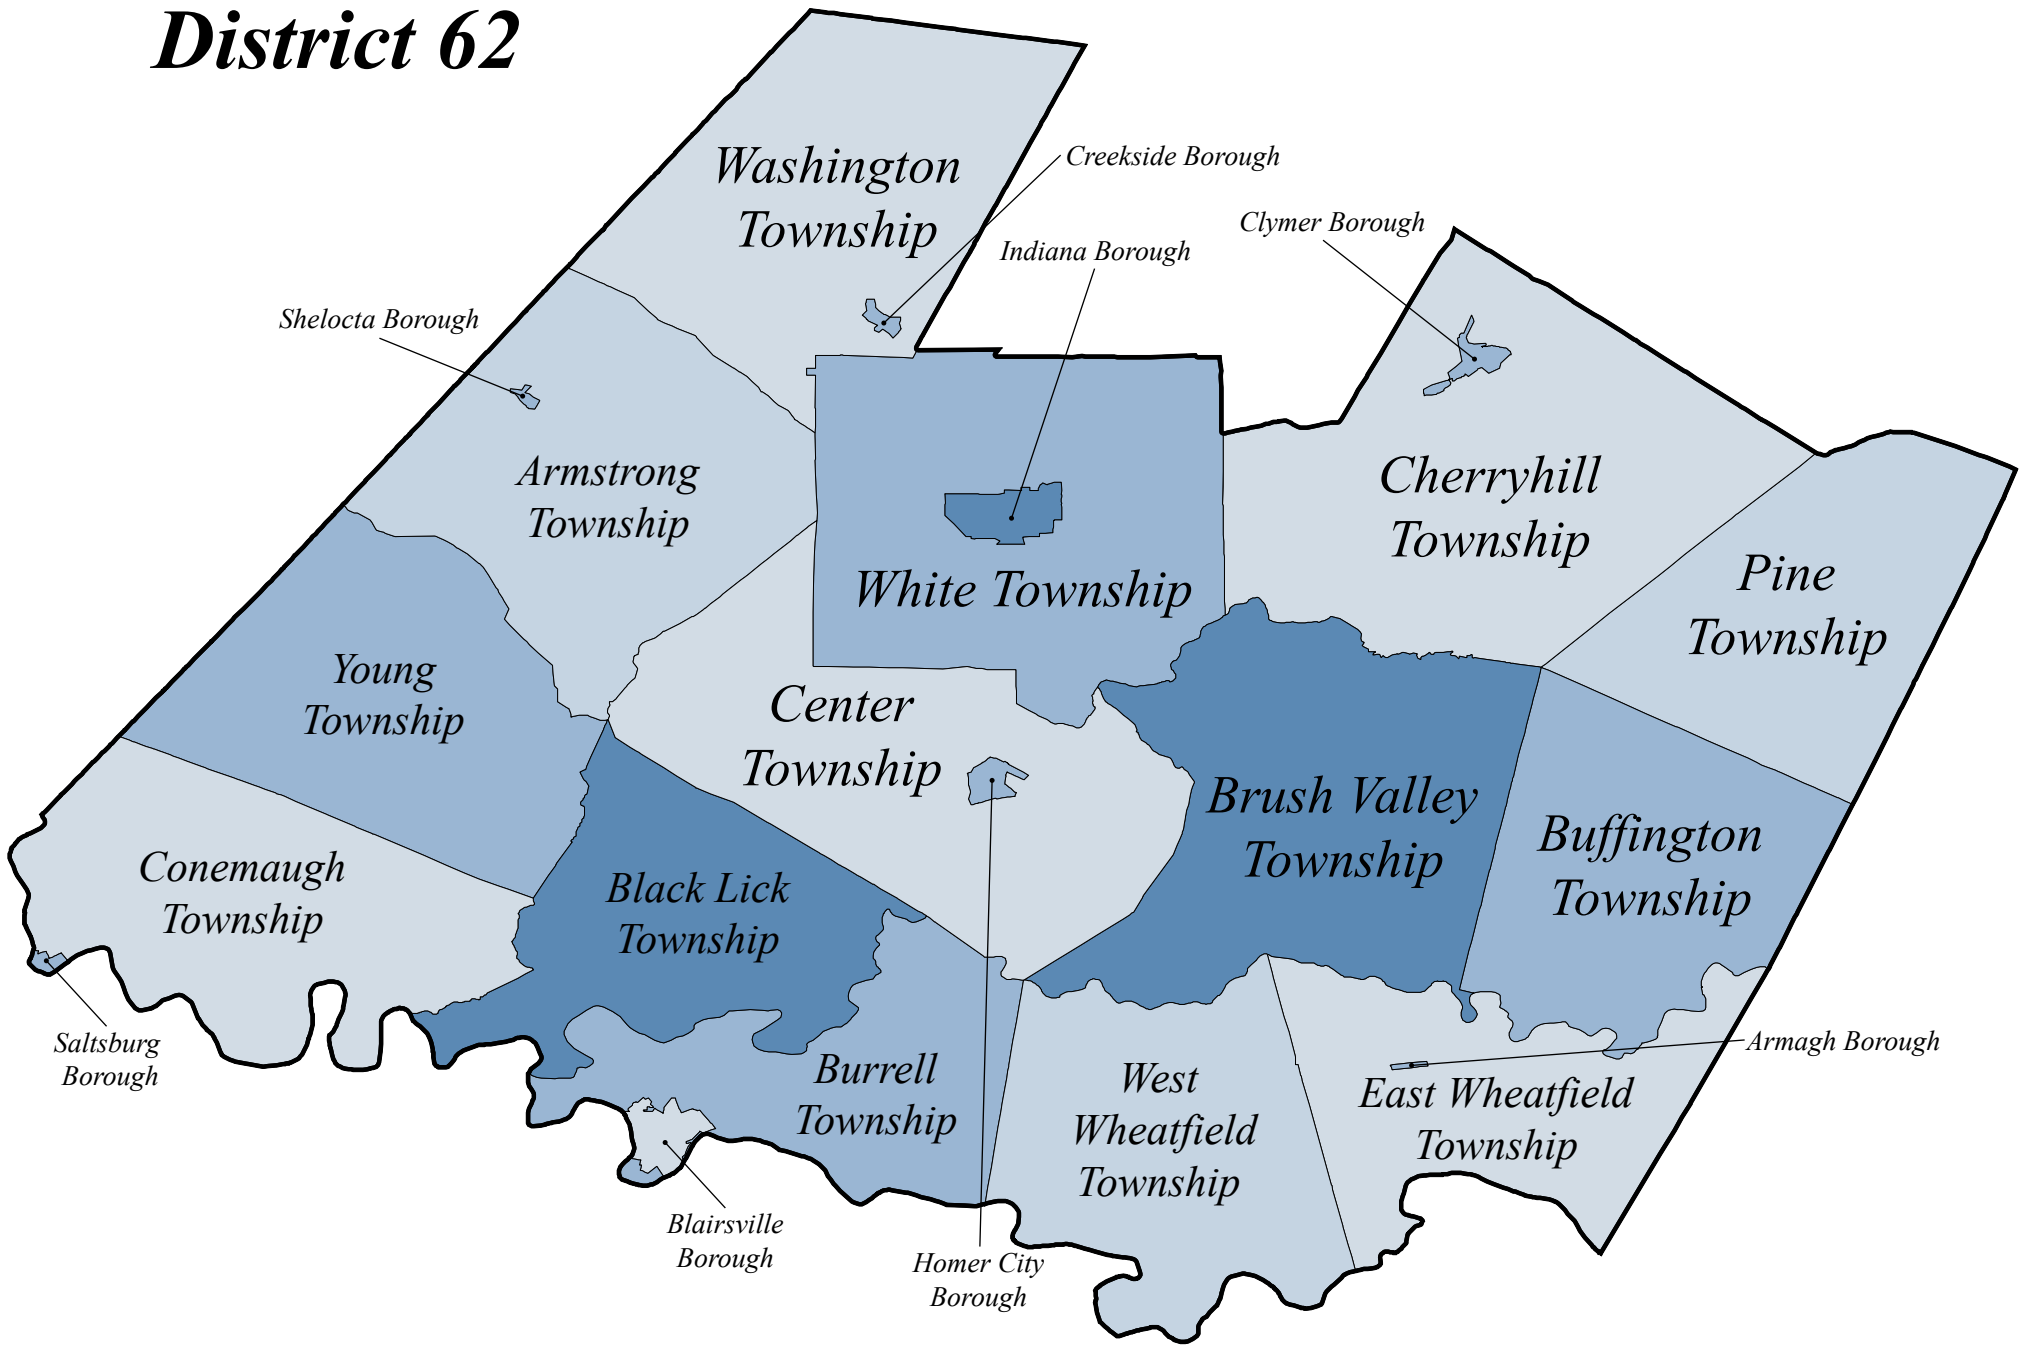 District 62
Washington
Township
Creekside Borough
Clymer Borough
Indiana Borough
Shelocta Borough
Armstrong
Township
Cherryhill
Township
White Township
Pine
Township
Young
Township
Center
Township
Brush Valley
Township
Buffington
Township
Conemaugh
Township
Black Lick
Township
Saltsburg
Borough
Armagh Borough
Burrell
Township
West
Wheatfield
Township
East Wheatfield
Township
Blairsville
Borough
Homer City
Borough